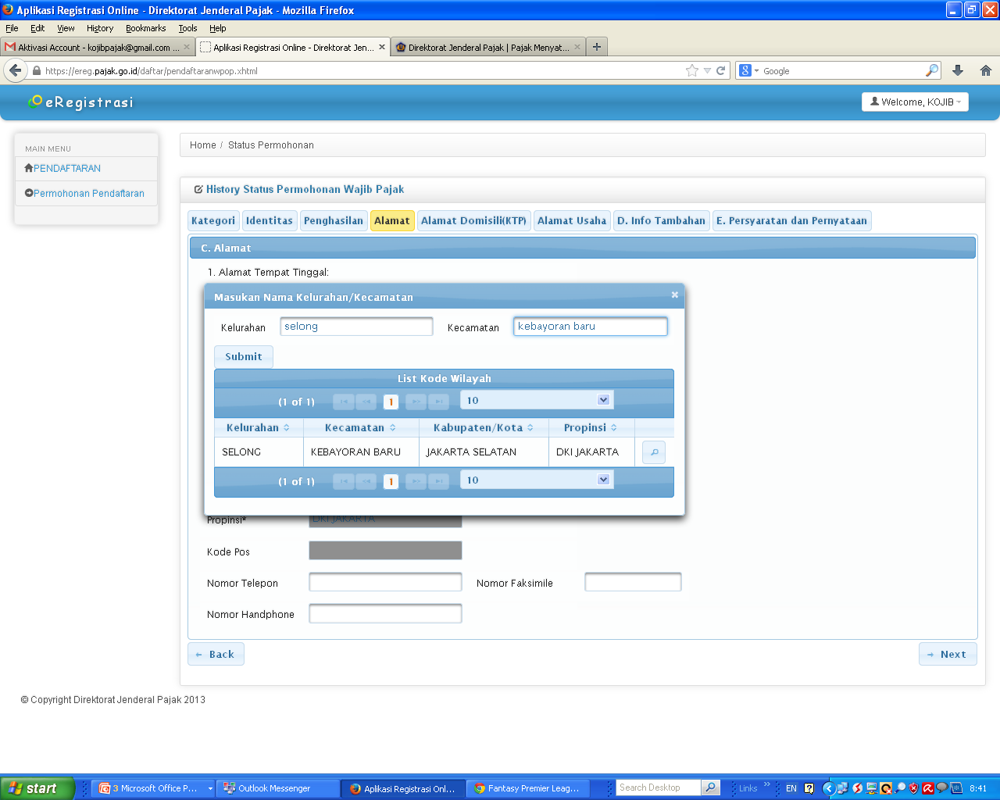 Aplikasi Registrasi Online - Direktorat Jenderal Pajak - Mozilla Firefox
File Edit View History Bookmarks Tools Help
Aktivasi Account - kojibpajak@gmail.com ... Aplikasi Registrasi Online - Direktorat Jen... Direktorat Jenderal Pajak | Pajak Menyat...
https://ereg.pajak.go.id/daftar/pendaftaranwpop.xhtml Google
eRegistrasi Welcome, KOJIB
MAIN MENU
PENDAFTARAN
Permohonan Pendaftaran
Home / Status Permohonan
History Status Permohonan Wajib Pajak
Kategori Identitas Penghasilan Alamat Alamat Domisili(KTP) Alamat Usaha D. Info Tambahan E. Persyaratan dan Pernyataan
C. Alamat
1. Alamat Tempat Tinggal:
Masukan Nama Kelurahan/Kecamatan
Kelurahan selong Kecamatan kebayoran baru
Submit
List Kode Wilayah
(1 of 1) 1 10
Kelurahan Kecamatan Kabupaten/Kota Propinsi
SELONG KEBAYORAN BARU JAKARTA SELATAN DKI JAKARTA
(1 of 1) 1 10
Propinsi* DKI JAKARTA
Kode Pos
Nomor Telepon Nomor Faksimile
Nomor Handphone
Back Next
© Copyright Direktorat Jenderal Pajak 2013
start 3 Microsoft Office P... Outlook Messenger Aplikasi Registrasi Onl... Fantasy Premier Leag... Search Desktop Links EN 8:41